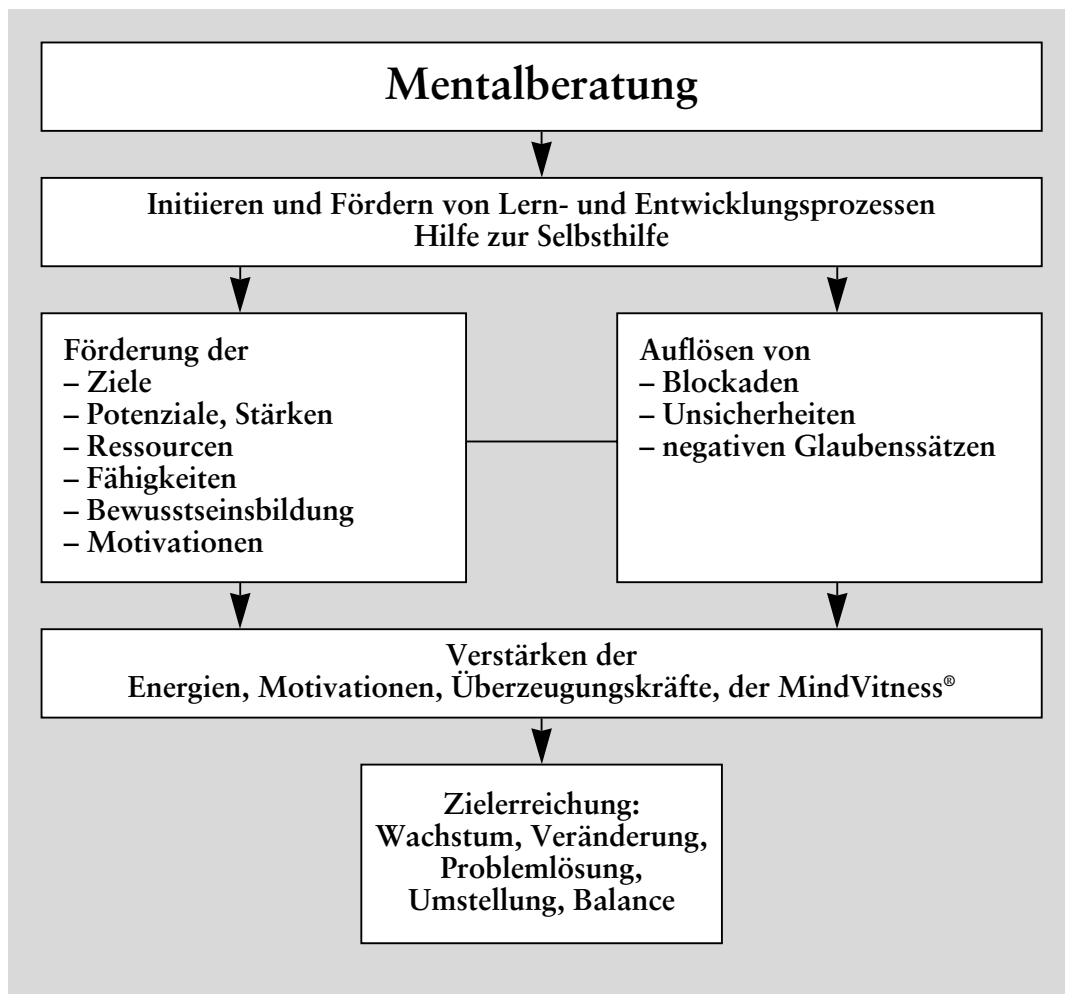 Mentalberatung
Initiieren und Fördern von Lern- und Entwicklungsprozessen
Hilfe zur Selbsthilfe
Förderung der
– Ziele
– Potenziale, Stärken
– Ressourcen
– Fähigkeiten
– Bewusstseinsbildung
– Motivationen
Auflösen von
– Blockaden
– Unsicherheiten
– negativen Glaubenssätzen
Verstärken der
Energien, Motivationen, Überzeugungskräfte, der MindVitness®
Zielerreichung:
Wachstum, Veränderung,
Problemlösung,
Umstellung, Balance